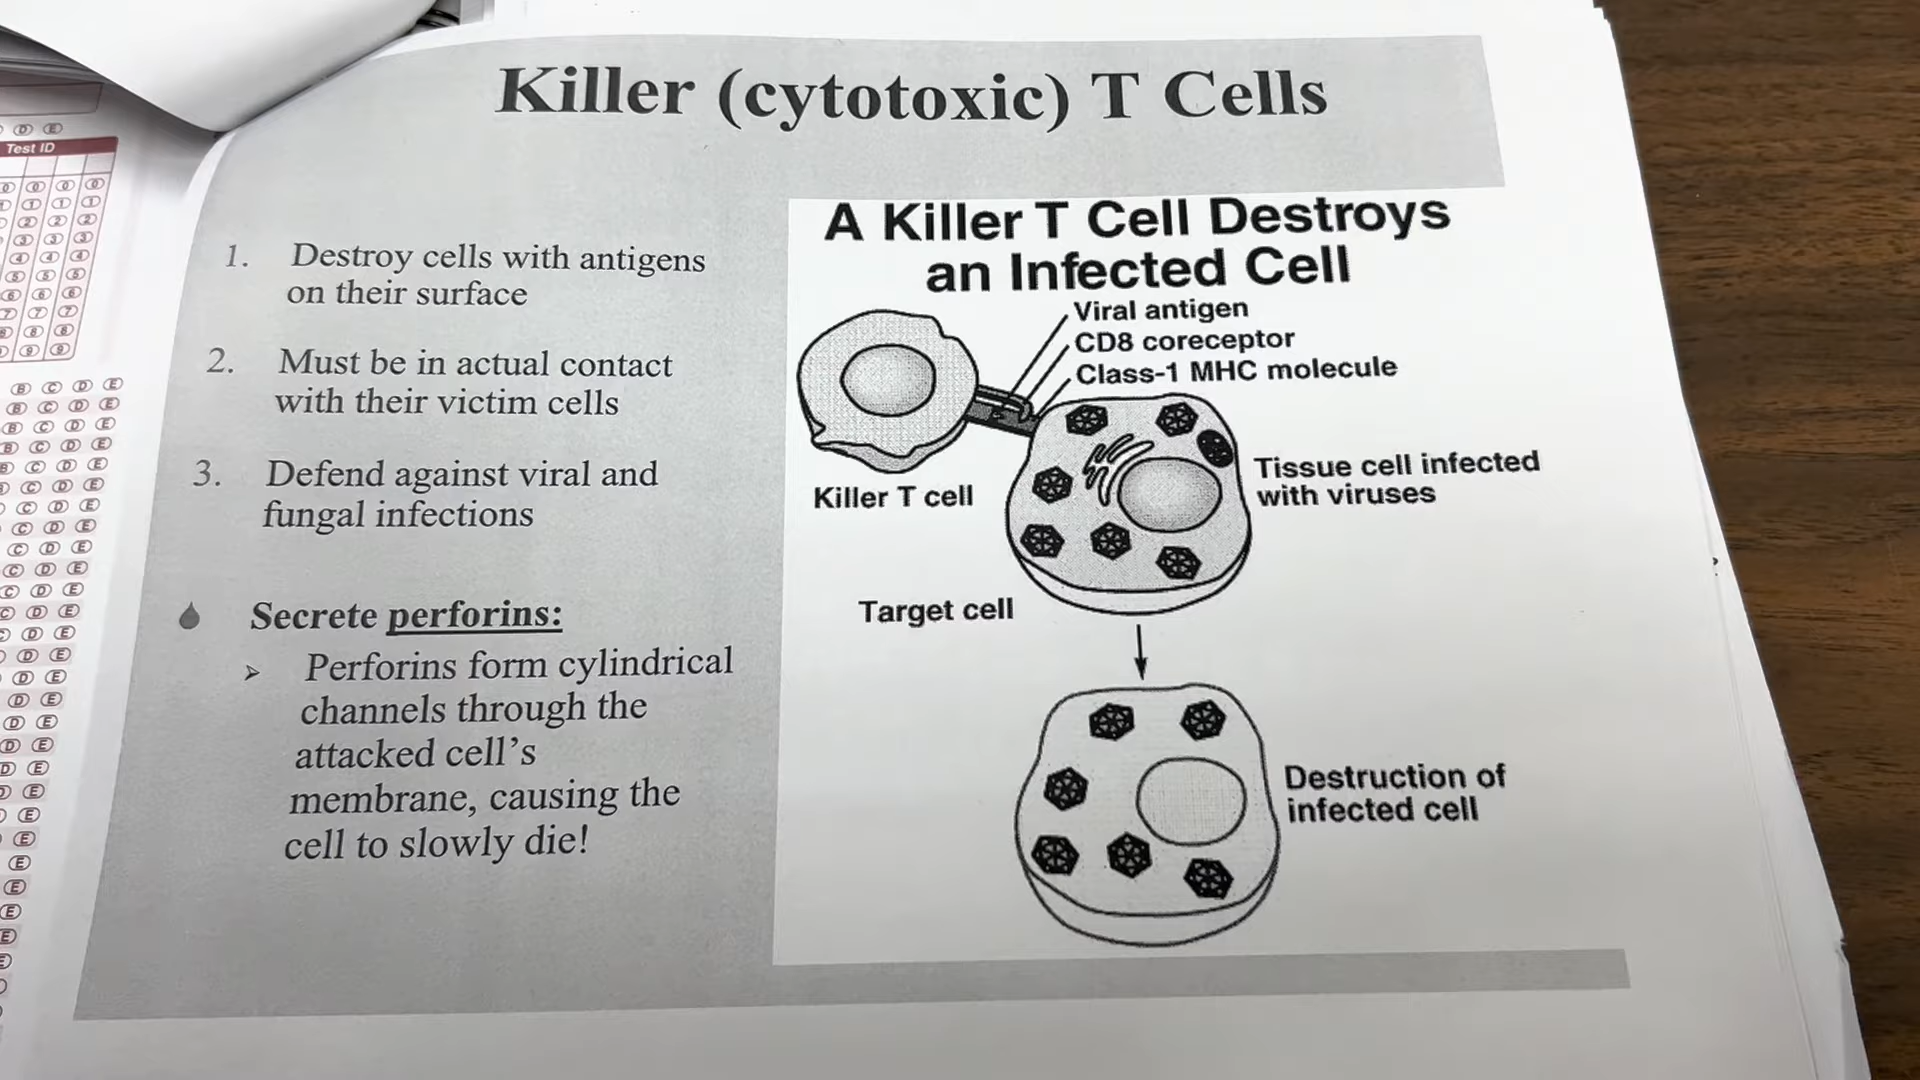 Killer (cytotoxic) T Cells
1. Destroy cells with antigens
on their surface
2. Must be in actual contact
with their victim cells
3. Defend against viral and
fungal infections
Secrete perforins:
Perforins form cylindrical
channels through the
attacked cell's
membrane, causing the
cell to slowly die!
A Killer T Cell Destroys
an Infected Cell
Viral antigen
CD8 coreceptor
Class-1 MHC molecule
Killer T cell
Tissue cell infected
with viruses
Target cell
Destruction of
infected cell
Test ID